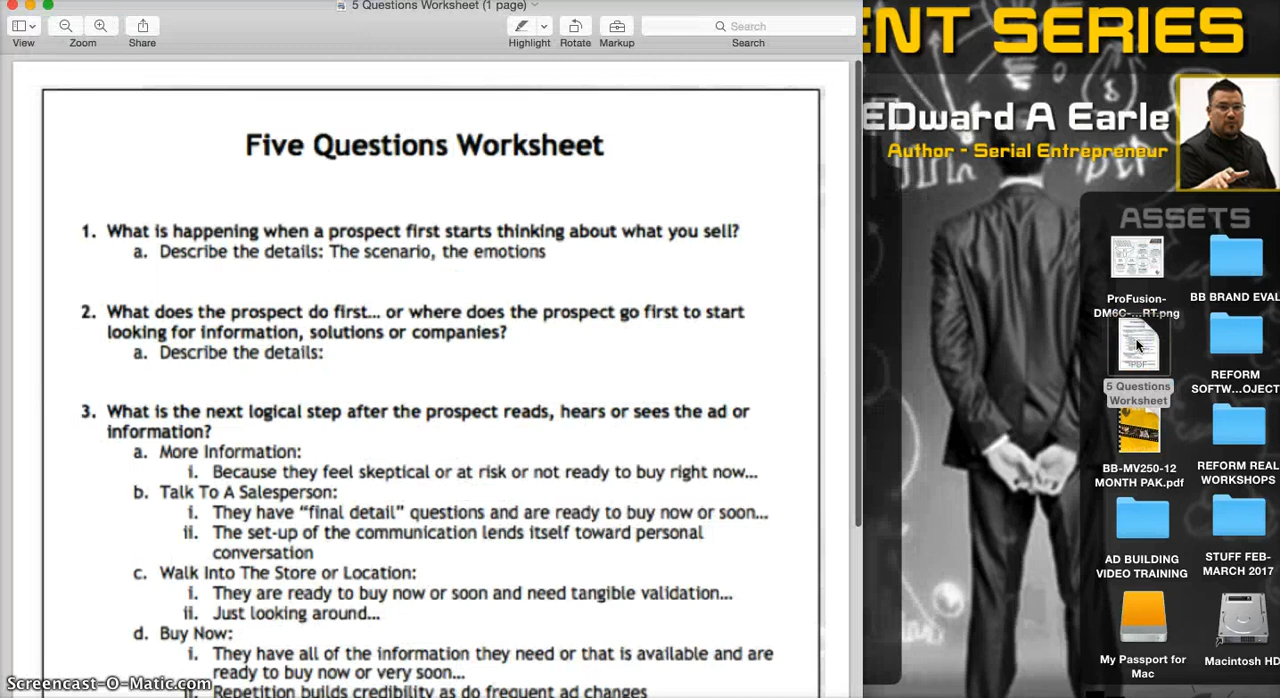 5 Questions Worksheet (1 page)
View
Zoom
Share
Highlight
Rotate
Markup
Search
Search
Five Questions Worksheet
1. What is happening when a prospect first starts thinking about what you sell?
a. Describe the details: The scenario, the emotions
2. What does the prospect do first... or where does the prospect go first to start
looking for information, solutions or companies?
a. Describe the details:
3. What is the next logical step after the prospect reads, hears or sees the ad or
information?
a. More Information:
i. Because they feel skeptical or at risk or not ready to buy right now...
b. Talk To A Salesperson:
i. They have “final detail” questions and are ready to buy now or soon...
ii. The set-up of the communication lends itself toward personal
conversation
c. Walk Into The Store or Location:
i. They are ready to buy now or soon and need tangible validation...
ii. Just looking around...
d. Buy Now:
i. They have all of the information they need or that is available and are
ready to buy now or very soon...
ii. Repetition builds credibility as do frequent ad changes
Screencast-O-Matic.com
ENT SERIES
EDward A Earle
Author - Serial Entrepreneur
ASSETS
ProFusion-
DM6C-...RT.png
BB BRAND EVAL
PDF
5 Questions
Worksheet
REFORM
SOFTW...OJECT
BB-MV250-12
MONTH PAK.pdf
REFORM REAL
WORKSHOPS
AD BUILDING
VIDEO TRAINING
STUFF FEB-
MARCH 2017
My Passport for
Mac
Macintosh HD